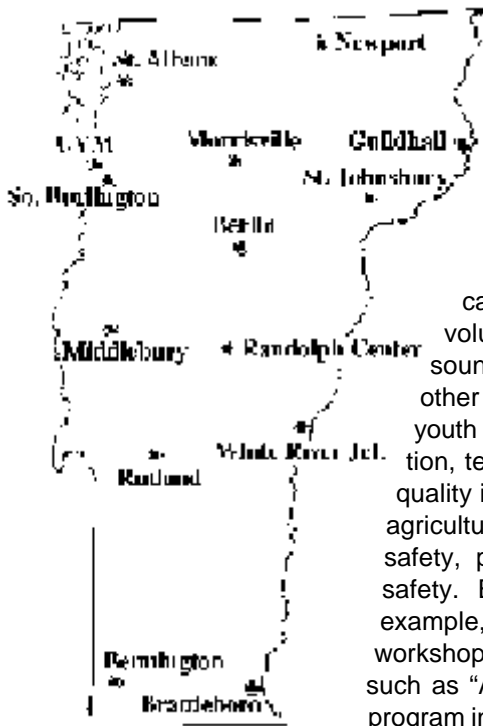 Newport
St. Albans
UVM
Morrisville
Guildhall
St. Johnsbury
So. Burlington
Berlin
Middlebury
Randolph Center
White River Jct.
Rutland
Bennington
Brattleboro
ca
volu
soun
other
youth
tion, te
quality i
agricultu
safety, p
safety. E
example,
workshop
such as “A
program in